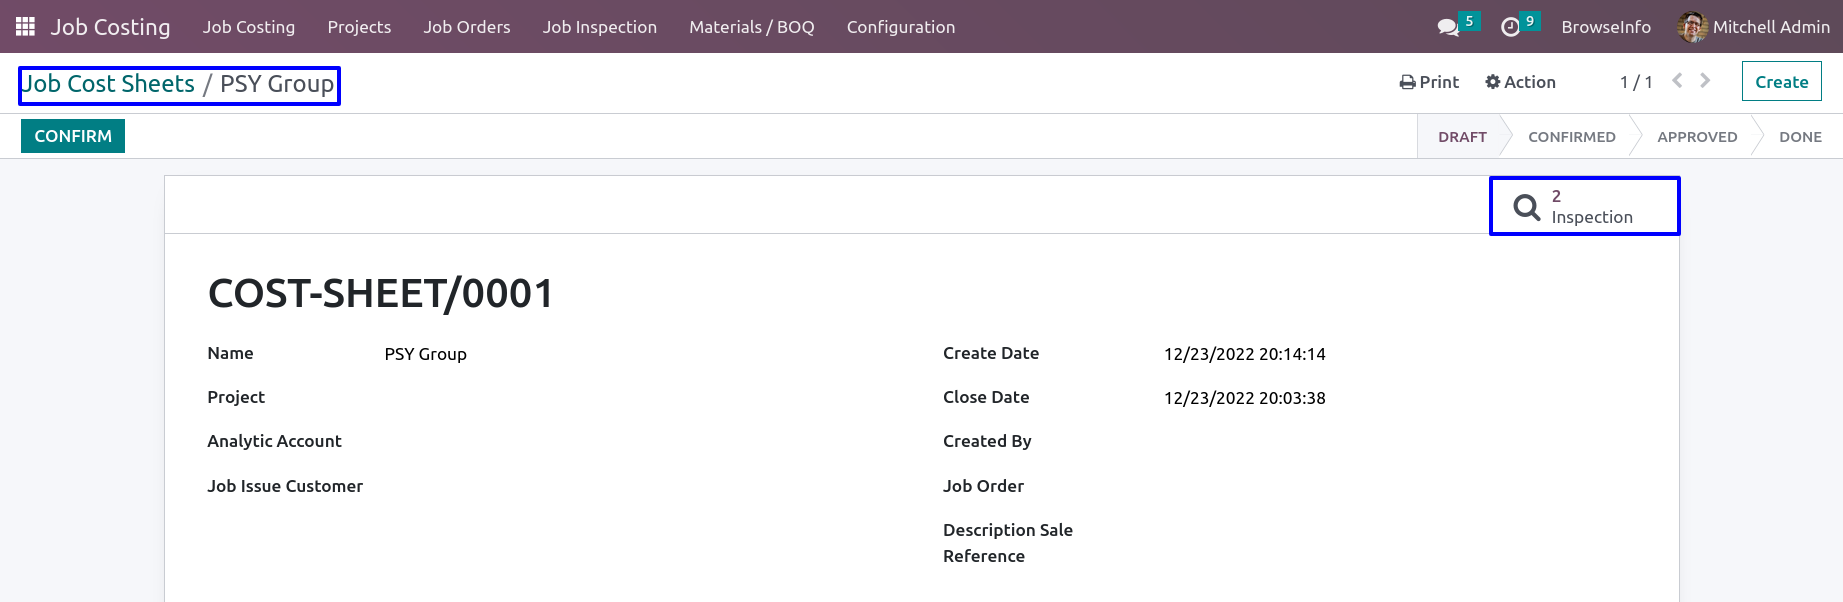 Job Costing Job Costing Projects Job Orders Job Inspection Materials / BOQ Configuration 5 9 BrowseInfo Mitchell Admin
Job Cost Sheets / PSY Group Print Action 1 / 1 Create
CONFIRM DRAFT CONFIRMED APPROVED DONE
2
Inspection
COST-SHEET/0001
Name PSY Group Create Date 12/23/2022 20:14:14
Project Close Date 12/23/2022 20:03:38
Analytic Account Created By
Job Issue Customer Job Order
Description Sale
Reference